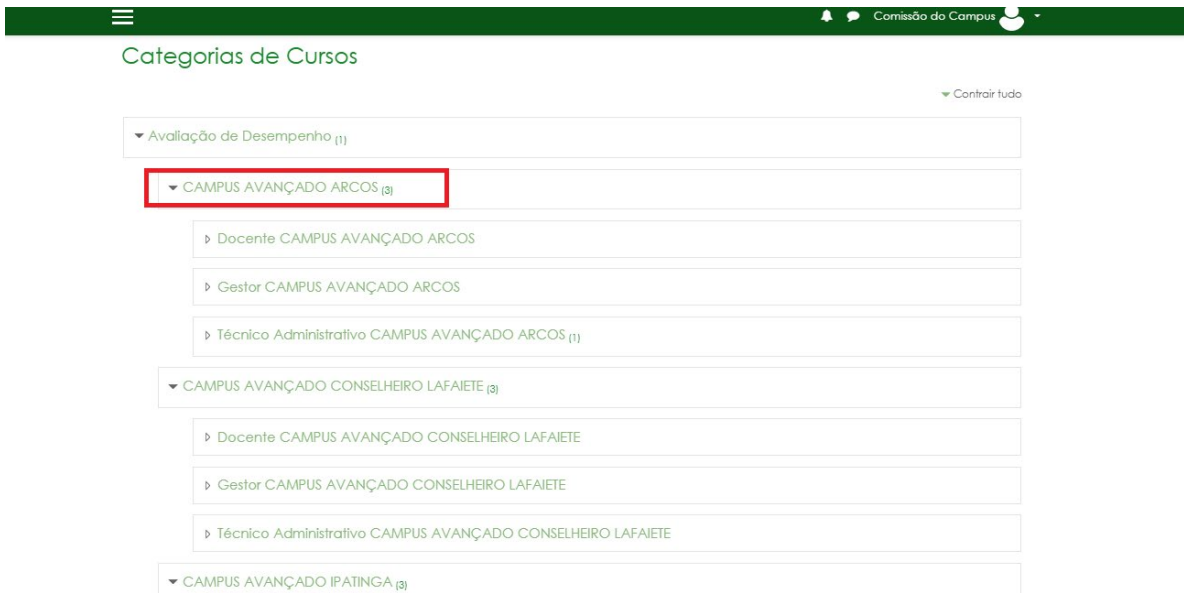 Comissão do Campus
Categorias de Cursos
Contrair tudo
Avaliação de Desempenho (1)
CAMPUS AVANÇADO ARCOS (3)
Docente CAMPUS AVANÇADO ARCOS
Gestor CAMPUS AVANÇADO ARCOS
Técnico Administrativo CAMPUS AVANÇADO ARCOS (1)
CAMPUS AVANÇADO CONSELHEIRO LAFAIETE (3)
Docente CAMPUS AVANÇADO CONSELHEIRO LAFAIETE
Gestor CAMPUS AVANÇADO CONSELHEIRO LAFAIETE
Técnico Administrativo CAMPUS AVANÇADO CONSELHEIRO LAFAIETE
CAMPUS AVANÇADO IPATINGA (3)